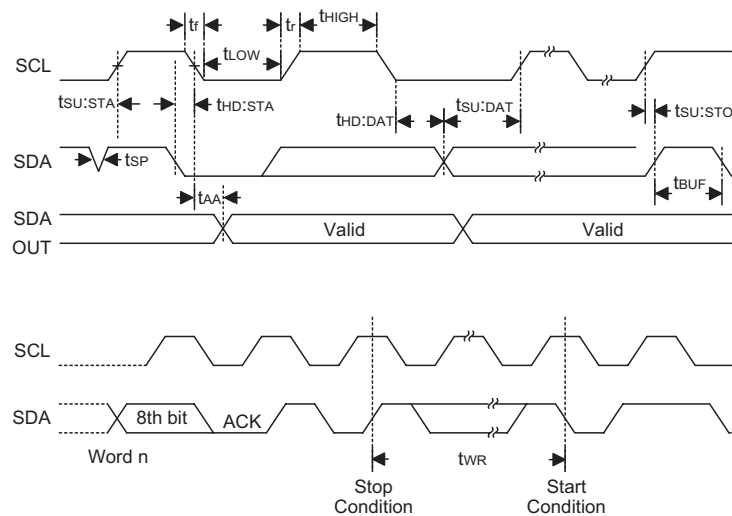 tf tr tHIGH
SCL tLOW
tSU:STA tHD:STA tHD:DAT tSU:DAT tSU:STO
SDA tSP tBUF
tAA
SDA
OUT Valid Valid
SCL
SDA 8th bit ACK
Word n tWR
Stop
Condition
Start
Condition